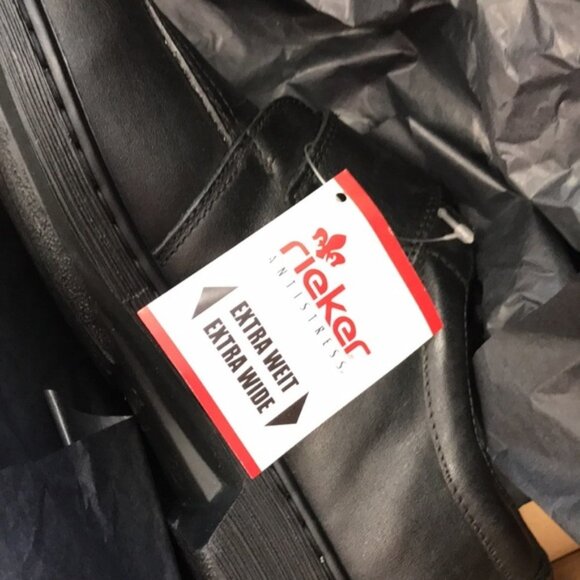 rieker
ANTISTRESS
EXTRA WEIT
EXTRA WIDE